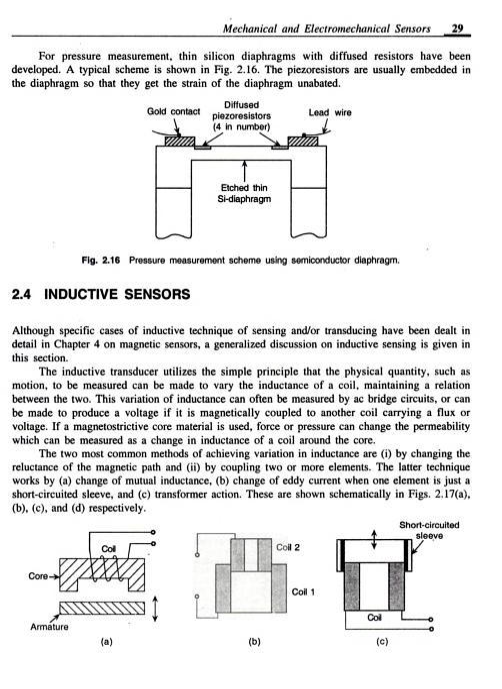 Mechanical and Electromechanical Sensors 29
For pressure measurement, thin silicon diaphragms with diffused resistors have been
developed. A typical scheme is shown in Fig. 2.16. The piezoresistors are usually embedded in
the diaphragm so that they get the strain of the diaphragm unabated.
Gold contact
Diffused
piezoresistors
(4 in number)
Lead wire
Etched thin
Si-diaphragm
Fig. 2.16 Pressure measurement scheme using semiconductor diaphragm.
2.4 INDUCTIVE SENSORS
Although specific cases of inductive technique of sensing and/or transducing have been dealt in
detail in Chapter 4 on magnetic sensors, a generalized discussion on inductive sensing is given in
this section.
The inductive transducer utilizes the simple principle that the physical quantity, such as
motion, to be measured can be made to vary the inductance of a coil, maintaining a relation
between the two. This variation of inductance can often be measured by ac bridge circuits, or can
be made to produce a voltage if it is magnetically coupled to another coil carrying a flux or
voltage. If a magnetostrictive core material is used, force or pressure can change the permeability
which can be measured as a change in inductance of a coil around the core.
The two most common methods of achieving variation in inductance are (i) by changing the
reluctance of the magnetic path and (ii) by coupling two or more elements. The latter technique
works by (a) change of mutual inductance, (b) change of eddy current when one element is just a
short-circuited sleeve, and (c) transformer action. These are shown schematically in Figs. 2.17(a),
(b), (c), and (d) respectively.
Coil
Core
Armature
(a)
Coil 2
Coil 1
(b)
Short-circuited
sleeve
Coil
(c)